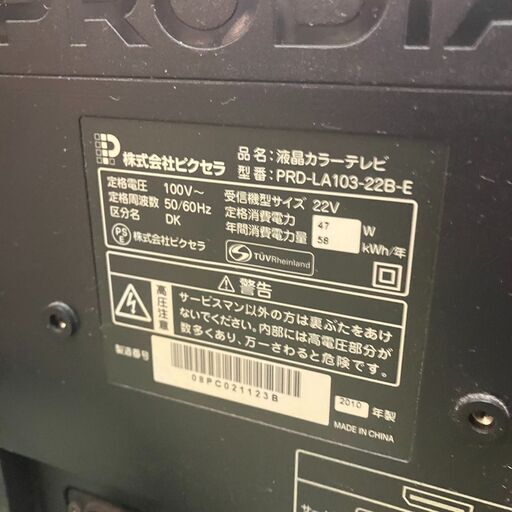 PRODIA
株式会社ピクセラ
品名：液晶カラーテレビ
型番：PRD-LA103-22B-E
定格電圧 100V～
定格周波数 50/60Hz
区分名 DK
受信機型サイズ 22V
定格消費電力 47 W
年間消費電力量 58 kWh/年
PS E 株式会社ピクセラ
TÜVRheinland
高圧注意
警告
サービスマン以外の方は裏ぶたをあけ
ないでください。内部には高電圧部分が
数多くあり、万一さわると危険です。
製造番号
08PC021123B
2010 年製
MADE IN CHINA